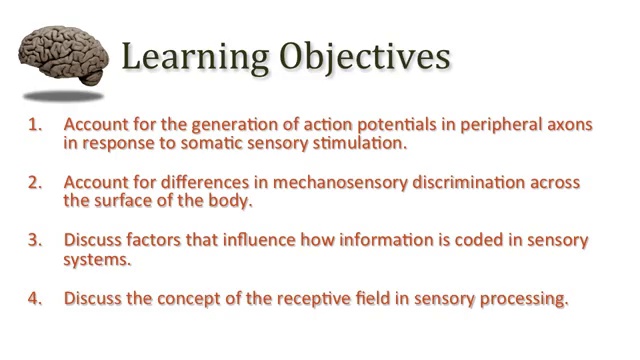 Learning Objectives
1. Account for the generation of action potentials in peripheral axons
in response to somatic sensory stimulation.
2. Account for differences in mechanosensory discrimination across
the surface of the body.
3. Discuss factors that influence how information is coded in sensory
systems.
4. Discuss the concept of the receptive field in sensory processing.